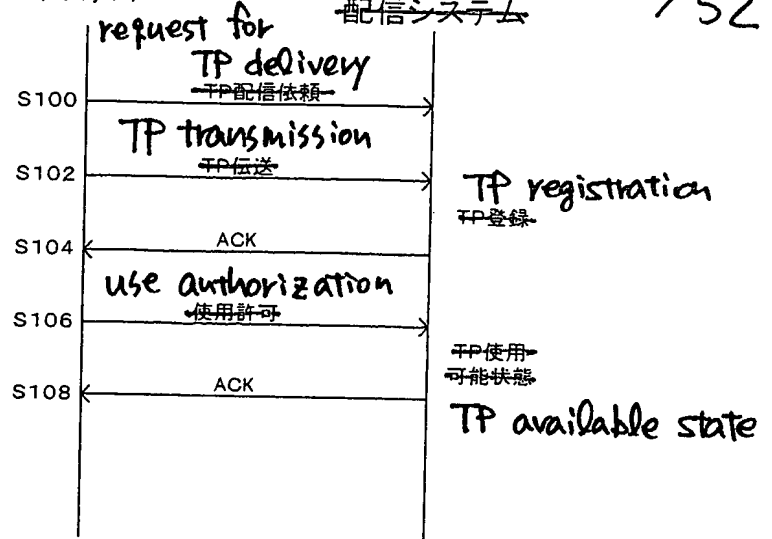 配信システム
152
request for
TP delivery
TP配信依頼
S100
TP transmission
TP伝送
S102
TP registration
TP登録
ACK
S104
use authorization
使用許可
S106
TP使用
可能状態
ACK
S108
TP available state